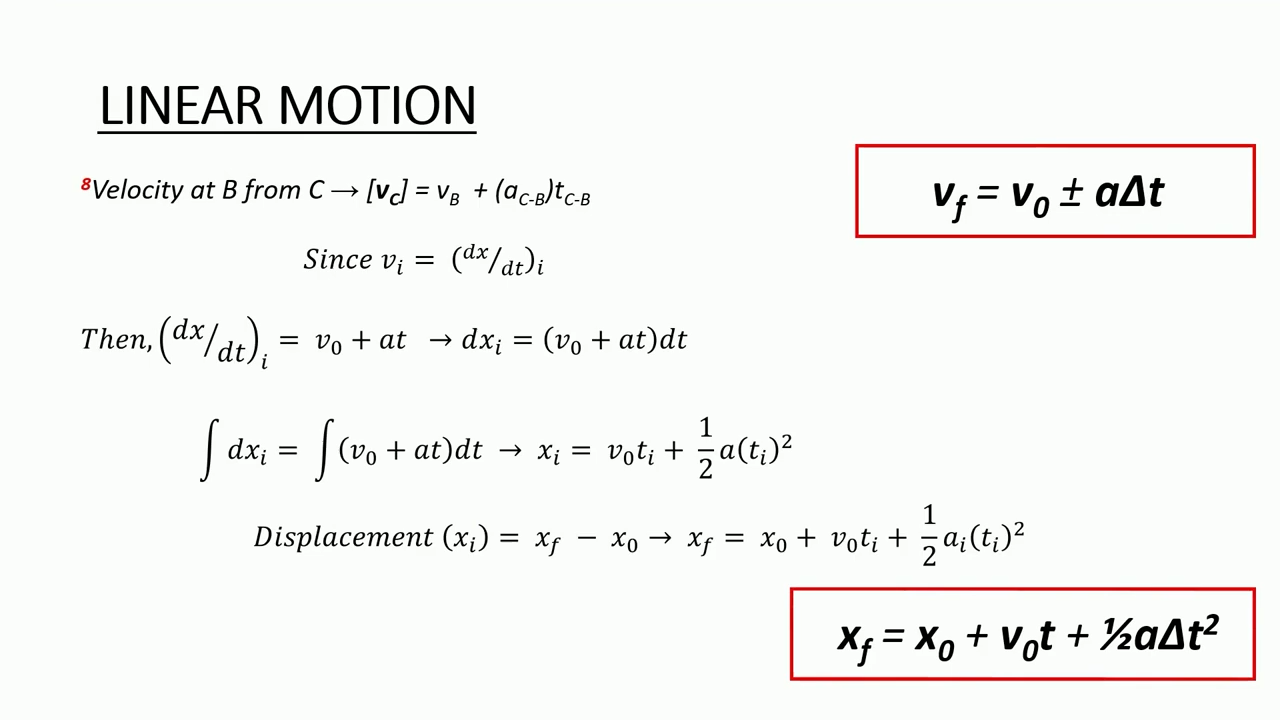 LINEAR MOTION
⁸Velocity at B from C → [v_C] = v_B + (a_C-B)t_C-B
v_f = v_0 ± aΔt
Since v_i = (dx/dt)_i
Then, (dx/dt)_i = v_0 + at → dx_i = (v_0 + at)dt
∫ dx_i = ∫ (v_0 + at)dt → x_i = v_0t_i + 1/2 a(t_i)²
Displacement (x_i) = x_f − x_0 → x_f = x_0 + v_0t_i + 1/2 a_i(t_i)²
x_f = x_0 + v_0t + ½aΔt²